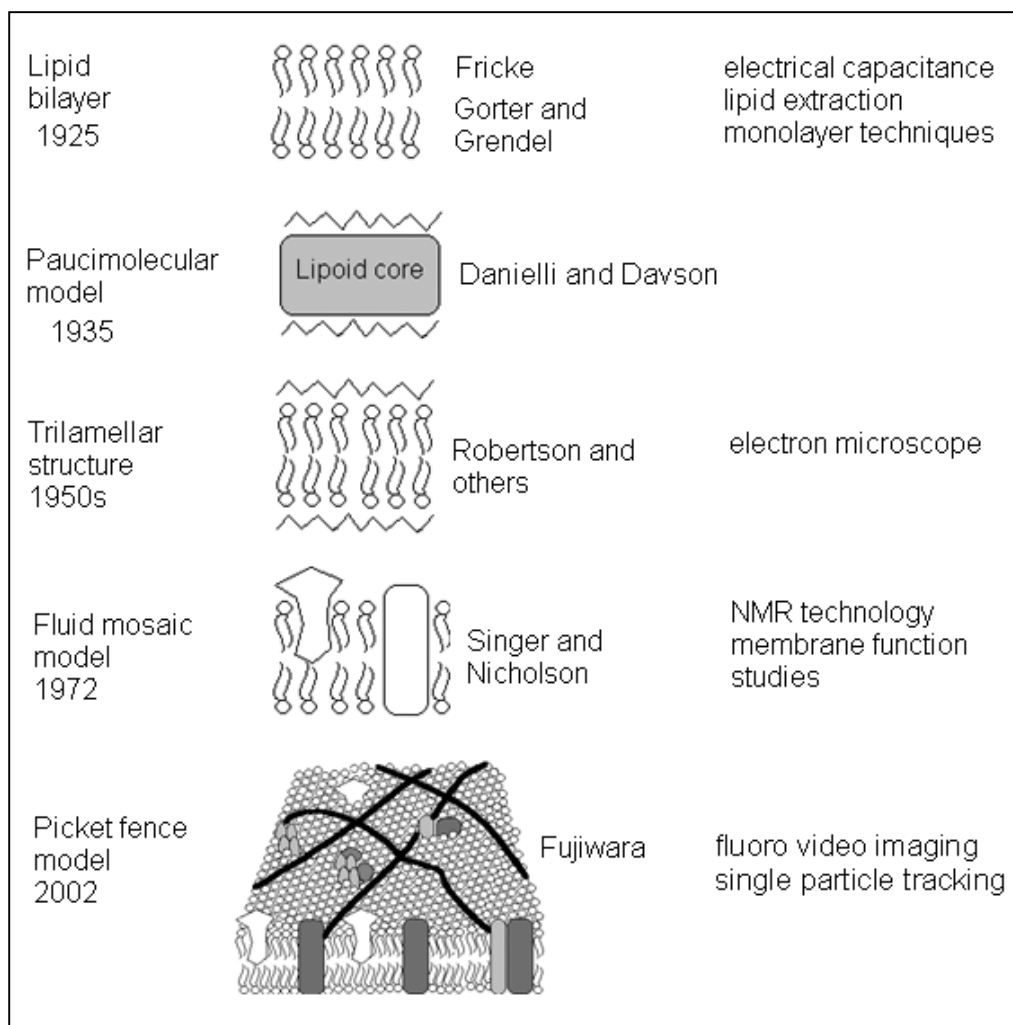 Lipid
bilayer
1925
Fricke
Gorter and
Grendel
electrical capacitance
lipid extraction
monolayer techniques
Paucimolecular
model
1935
Lipoid core
Danielli and Davson
Trilamellar
structure
1950s
Robertson and
others
electron microscope
Fluid mosaic
model
1972
Singer and
Nicholson
NMR technology
membrane function
studies
Picket fence
model
2002
Fujiwara
fluoro video imaging
single particle tracking